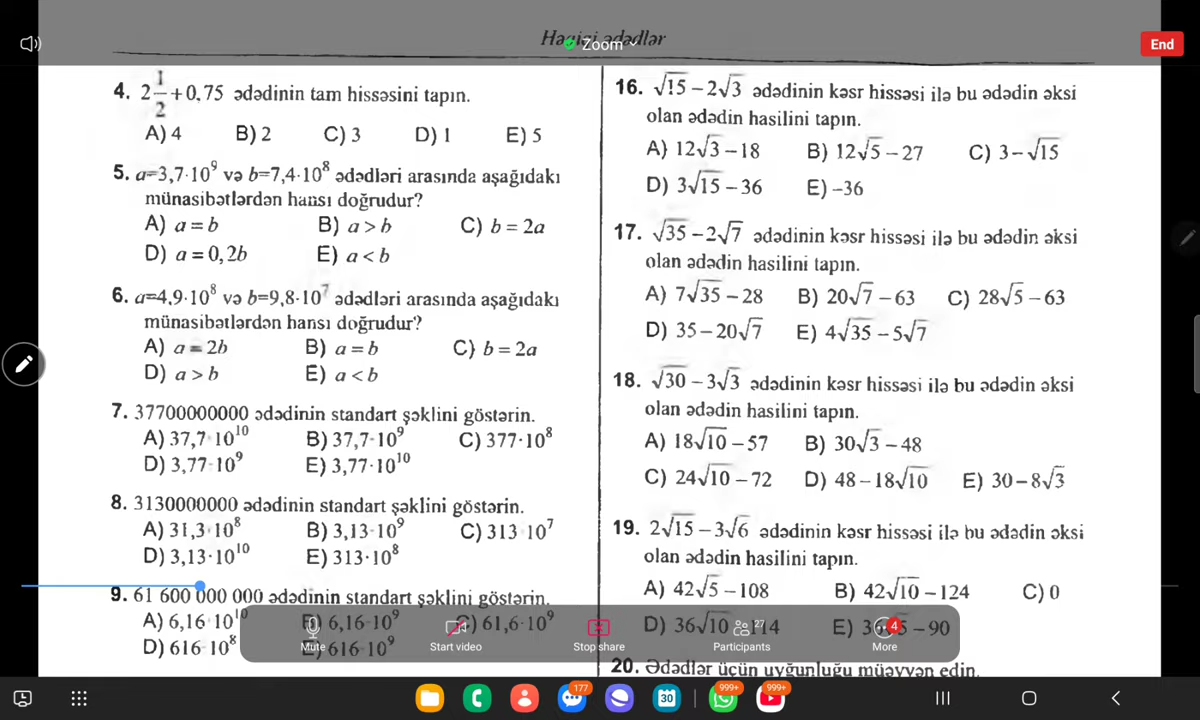 Həqiqi ədədlər
Zoom
End
4. 2 1/2 +0,75 ədədinin tam hissəsini tapın.
A) 4 B) 2 C) 3 D) 1 E) 5
5. a=3,7·10⁹ və b=7,4·10⁸ ədədləri arasında aşağıdakı
münasibətlərdən hansı doğrudur?
A) a = b B) a > b C) b = 2a
D) a = 0,2b E) a < b
6. a=4,9·10⁸ və b=9,8·10⁷ ədədləri arasında aşağıdakı
münasibətlərdən hansı doğrudur?
A) a = 2b B) a = b C) b = 2a
D) a > b E) a < b
7. 37700000000 ədədinin standart şəklini göstərin.
A) 37,7·10¹⁰ B) 37,7·10⁹ C) 377·10⁸
D) 3,77·10⁹ E) 3,77·10¹⁰
8. 3130000000 ədədinin standart şəklini göstərin.
A) 31,3·10⁸ B) 3,13·10⁹ C) 313·10⁷
D) 3,13·10¹⁰ E) 313·10⁸
9. 61 600 000 000 ədədinin standart şəklini göstərin.
A) 6,16·10¹⁰ B) 6,16·10⁹ C) 61,6·10⁹
D) 616·10⁸ E) 616·10⁹
16. √15 − 2√3 ədədinin kəsr hissəsi ilə bu ədədin əksi
olan ədədin hasilini tapın.
A) 12√3 − 18 B) 12√5 − 27 C) 3 − √15
D) 3√15 − 36 E) −36
17. √35 − 2√7 ədədinin kəsr hissəsi ilə bu ədədin əksi
olan ədədin hasilini tapın.
A) 7√35 − 28 B) 20√7 − 63 C) 28√5 − 63
D) 35 − 20√7 E) 4√35 − 5√7
18. √30 − 3√3 ədədinin kəsr hissəsi ilə bu ədədin əksi
olan ədədin hasilini tapın.
A) 18√10 − 57 B) 30√3 − 48
C) 24√10 − 72 D) 48 − 18√10 E) 30 − 8√3
19. 2√15 − 3√6 ədədinin kəsr hissəsi ilə bu ədədin əksi
olan ədədin hasilini tapın.
A) 42√5 − 108 B) 42√10 − 124 C) 0
D) 36√10 114 E) − 90
20. Ədədlər üçün uyğunluğu müəyyən edin.
Mute
Start video
Stop share
27
Participants
4
More
177
30
999+
999+